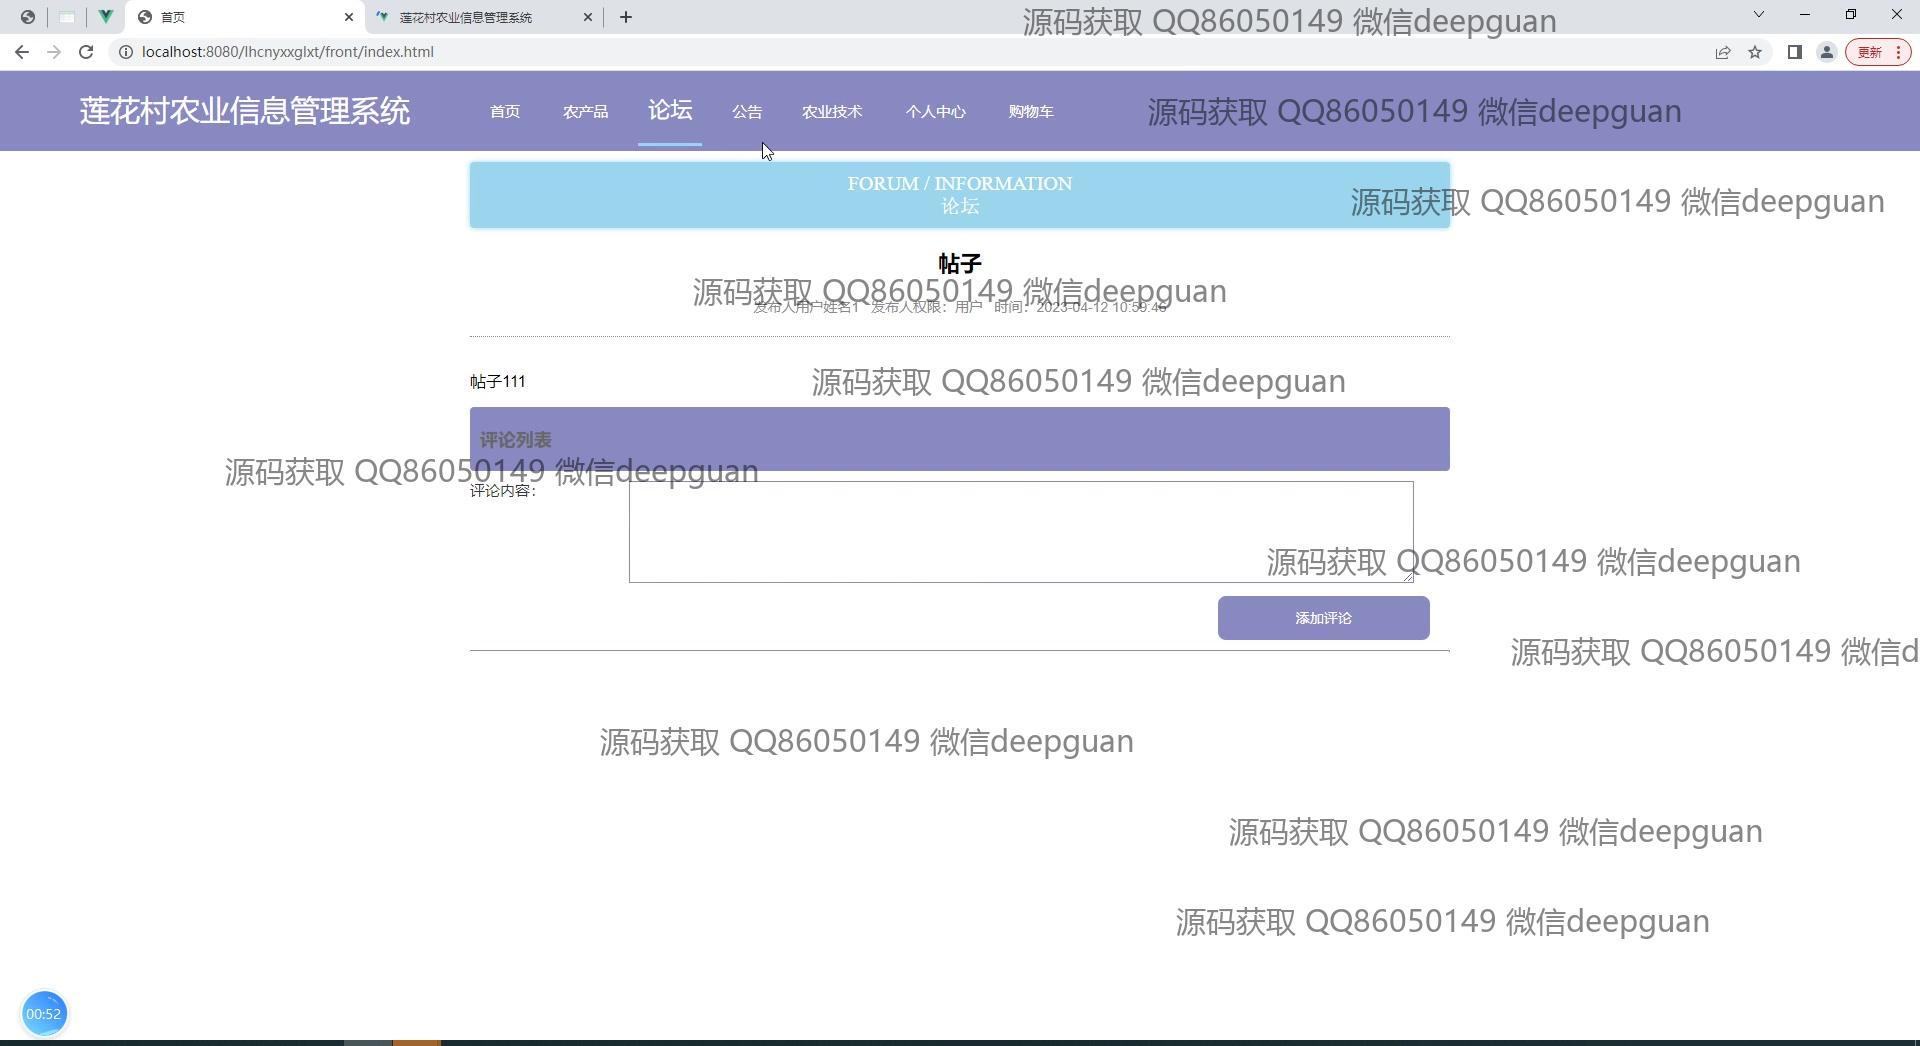 首页
莲花村农业信息管理系统
源码获取 QQ86050149 微信deepguan
localhost:8080/lhcnyxxglxt/front/index.html
更新
莲花村农业信息管理系统
首页
农产品
论坛
公告
农业技术
个人中心
购物车
源码获取 QQ86050149 微信deepguan
FORUM / INFORMATION
论坛
源码获取 QQ86050149 微信deepguan
帖子
源码获取 QQ86050149 微信deepguan
发布人用户姓名1 发布人权限：用户 时间：2023-04-12 10:59:46
帖子111
源码获取 QQ86050149 微信deepguan
评论列表
源码获取 QQ86050149 微信deepguan
评论内容：
源码获取 QQ86050149 微信deepguan
添加评论
源码获取 QQ86050149 微信d
源码获取 QQ86050149 微信deepguan
源码获取 QQ86050149 微信deepguan
源码获取 QQ86050149 微信deepguan
00:52